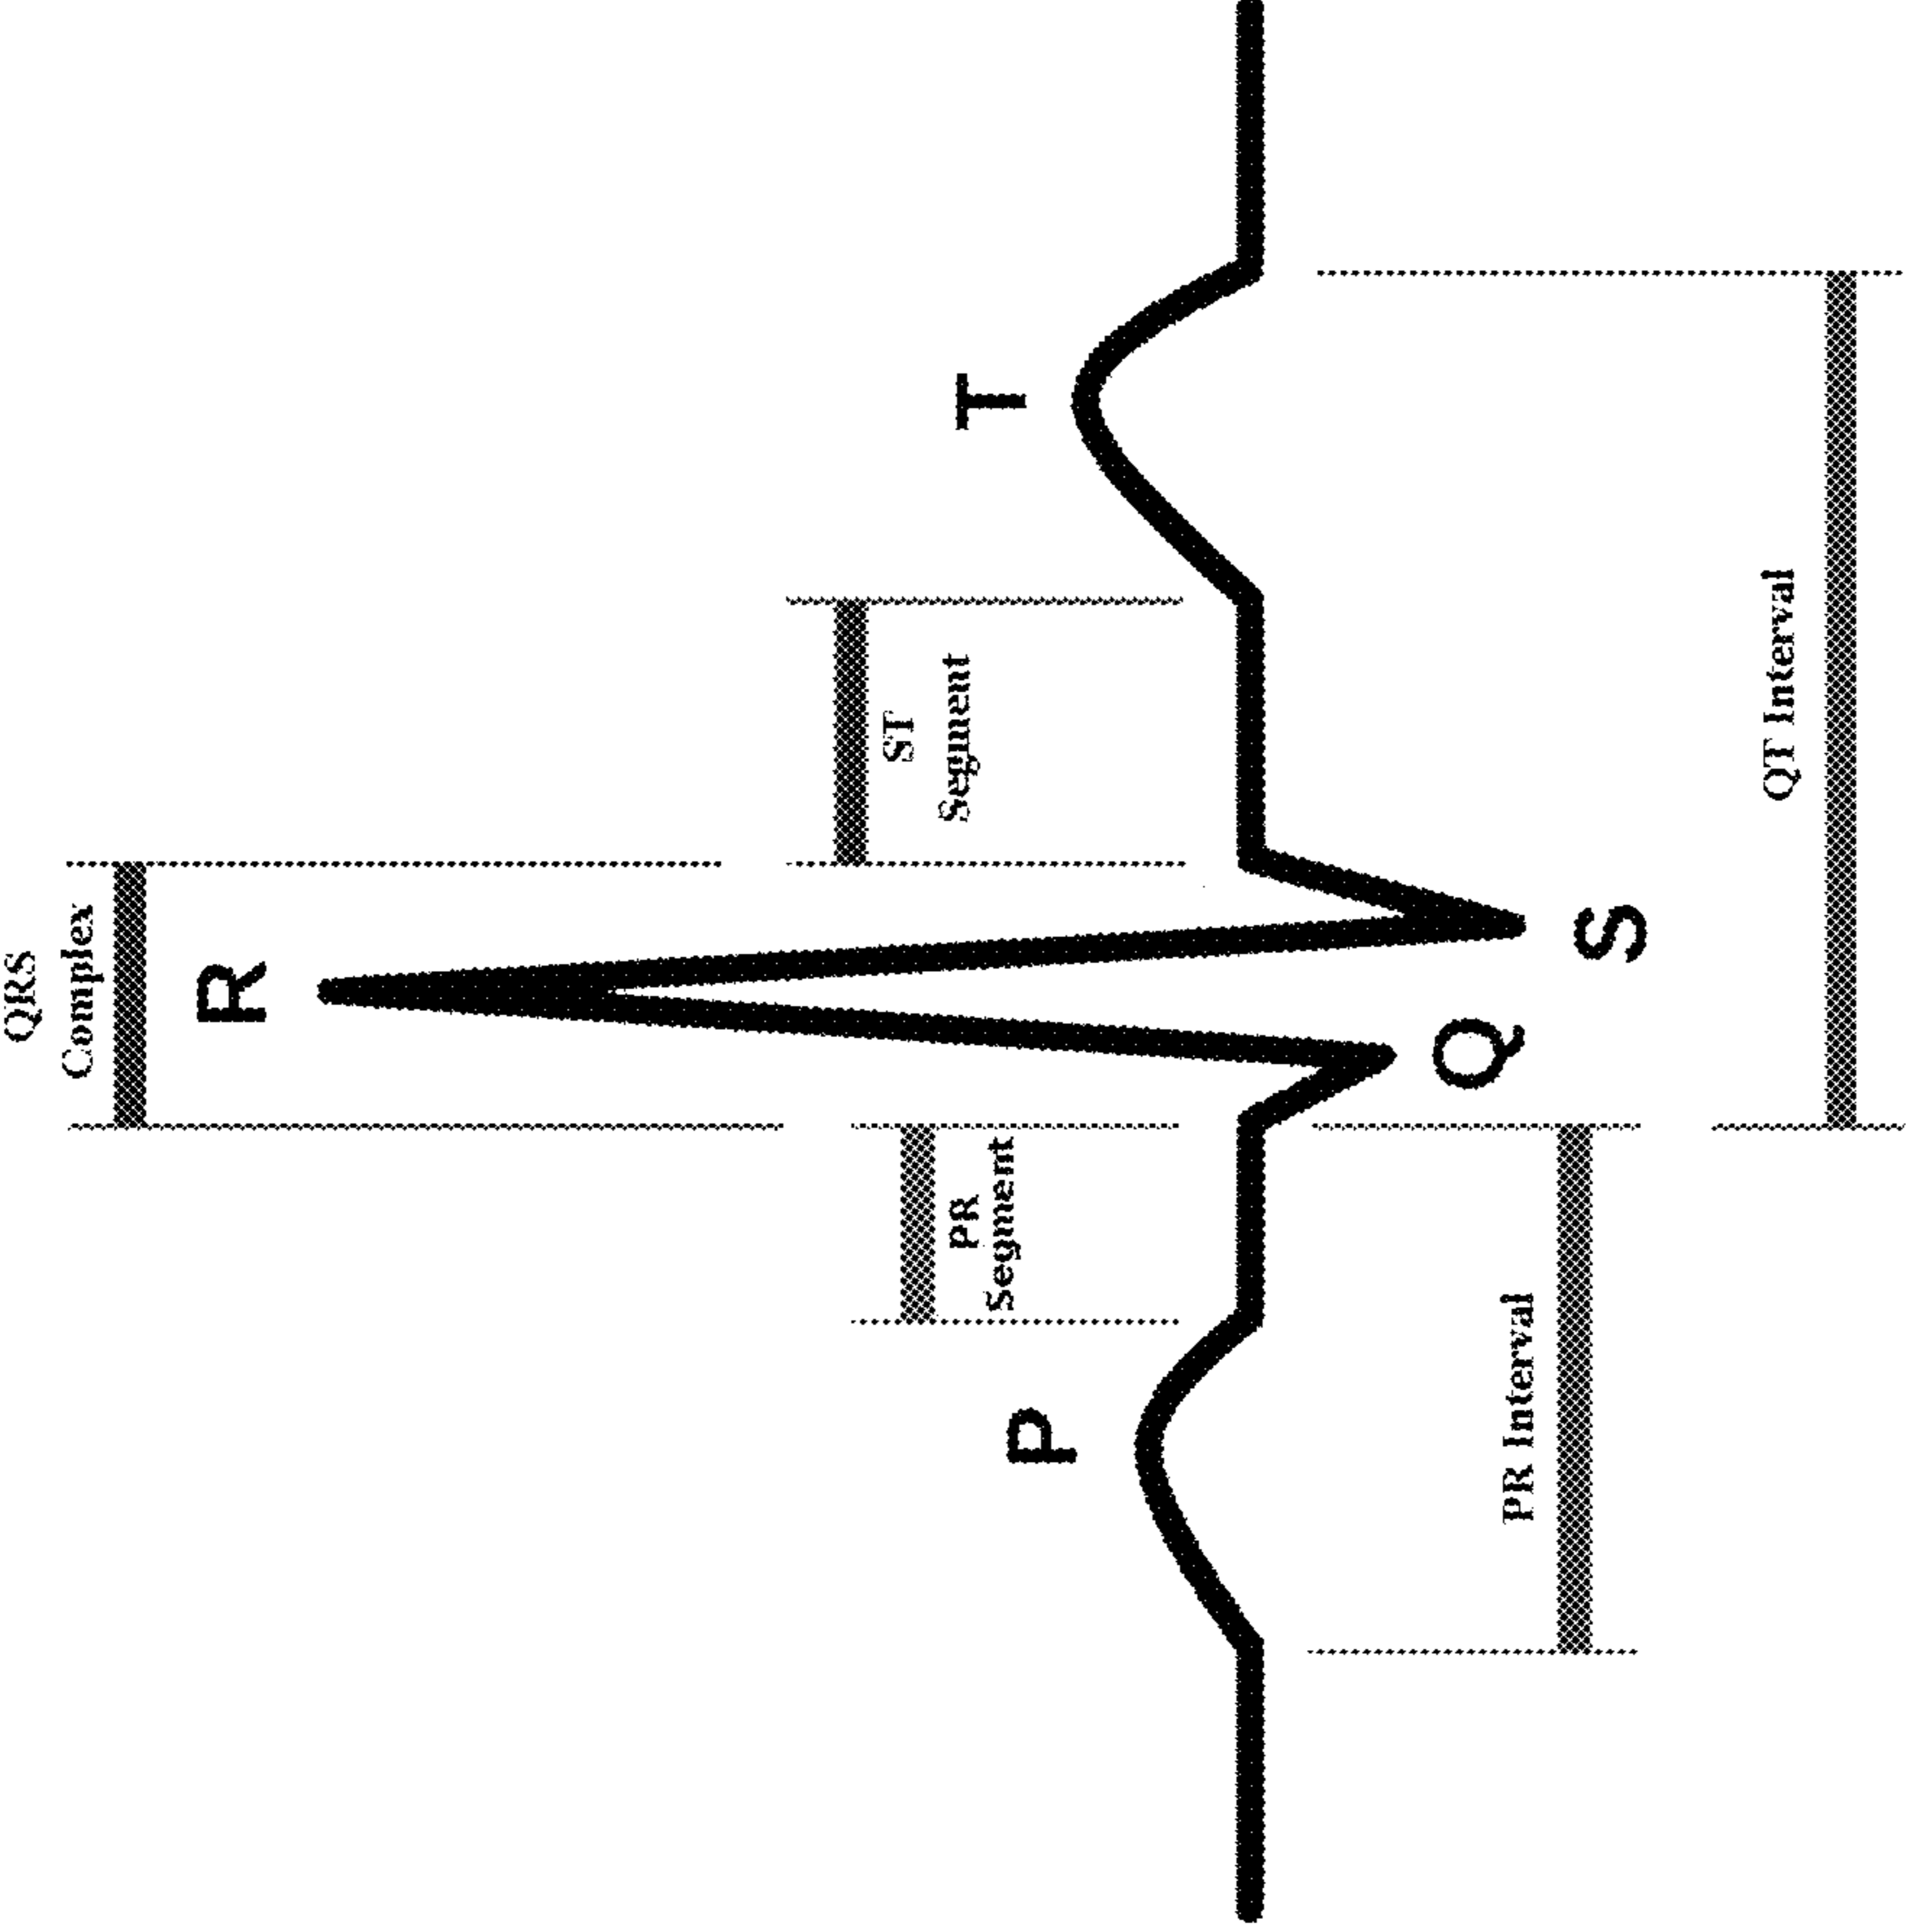 QRS
Complex
R
ST
Segment
T
PR
Segment
P
Q
S
PR Interval
QT Interval